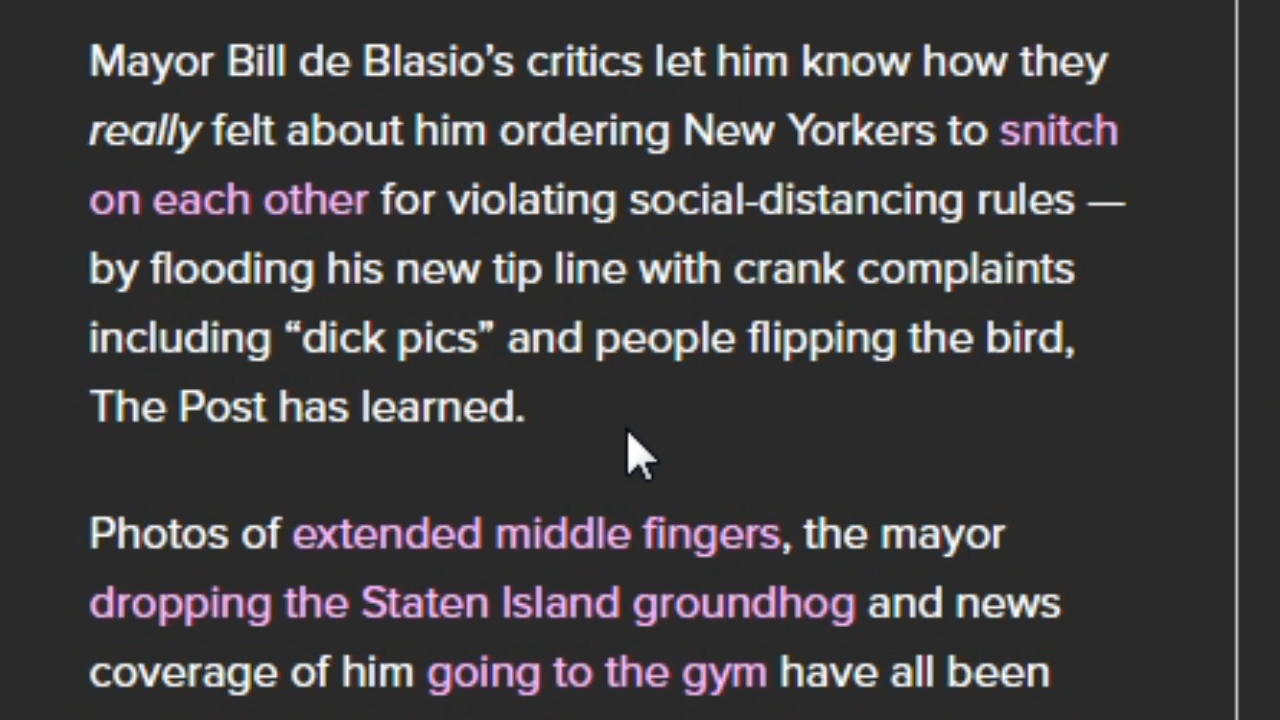 Mayor Bill de Blasio’s critics let him know how they
really felt about him ordering New Yorkers to snitch
on each other for violating social-distancing rules —
by flooding his new tip line with crank complaints
including “dick pics” and people flipping the bird,
The Post has learned.
Photos of extended middle fingers, the mayor
dropping the Staten Island groundhog and news
coverage of him going to the gym have all been